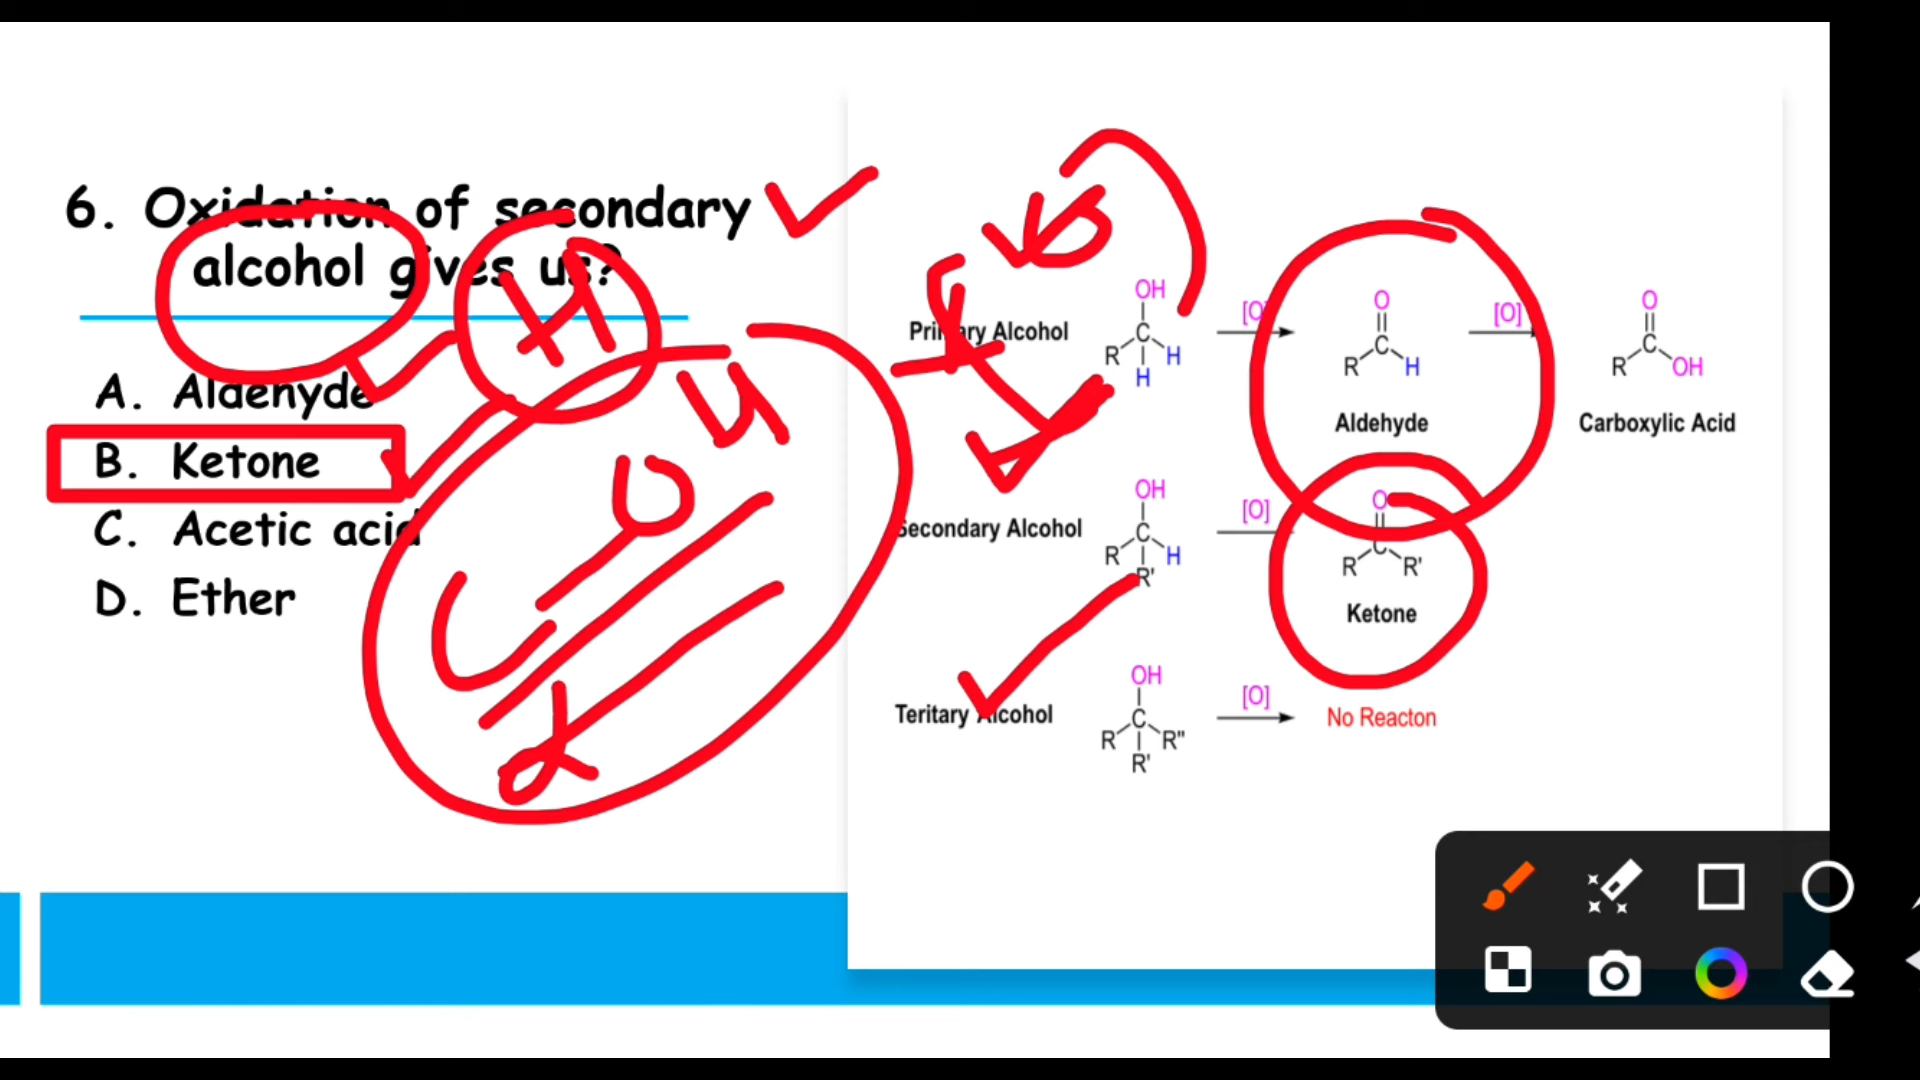 6. Oxidation of secondary
alcohol gives us?
A. Aldehyde
B. Ketone
C. Acetic acid
D. Ether
OH
Primary Alcohol
R C H
H
[O]
O
R C H
Aldehyde
[O]
O
R C OH
Carboxylic Acid
OH
Secondary Alcohol
R C H
R'
[O]
O
R C R'
Ketone
OH
Teritary Alcohol
R C R"
R'
[O]
No Reacton